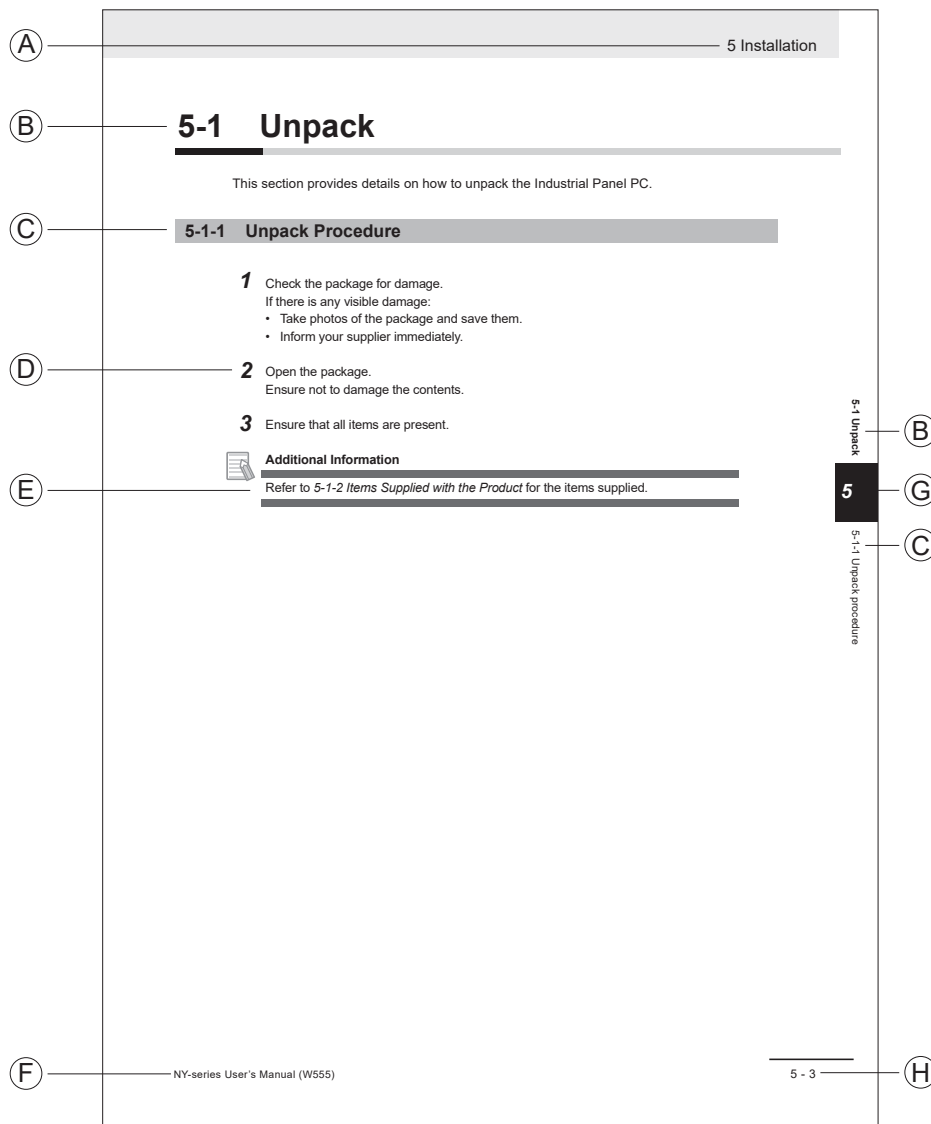 A
5 Installation
B
5-1 Unpack
This section provides details on how to unpack the Industrial Panel PC.
C
5-1-1 Unpack Procedure
1 Check the package for damage.
If there is any visible damage:
• Take photos of the package and save them.
• Inform your supplier immediately.
D
2 Open the package.
Ensure not to damage the contents.
3 Ensure that all items are present.
Additional Information
E
Refer to 5-1-2 Items Supplied with the Product for the items supplied.
5-1 Unpack
B
5
G
5-1-1 Unpack procedure
C
F
NY-series User's Manual (W555)
5 - 3
H